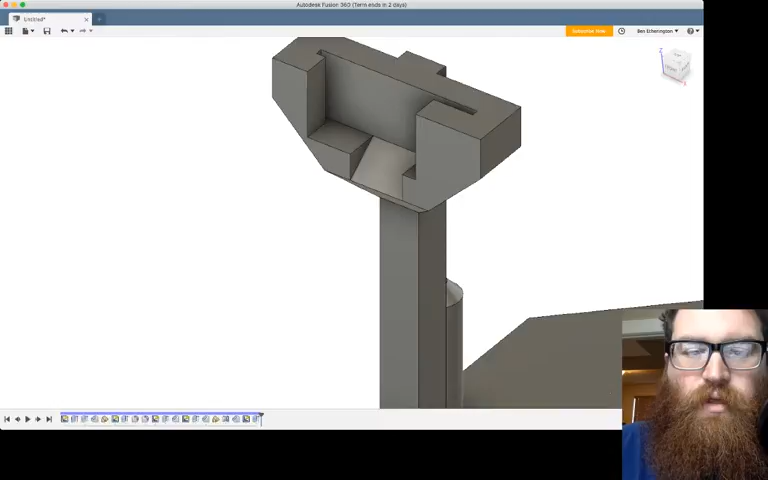 Autodesk Fusion 360 (Term ends in 2 days)
Untitled*
Subscribe Now
Ben Etherington